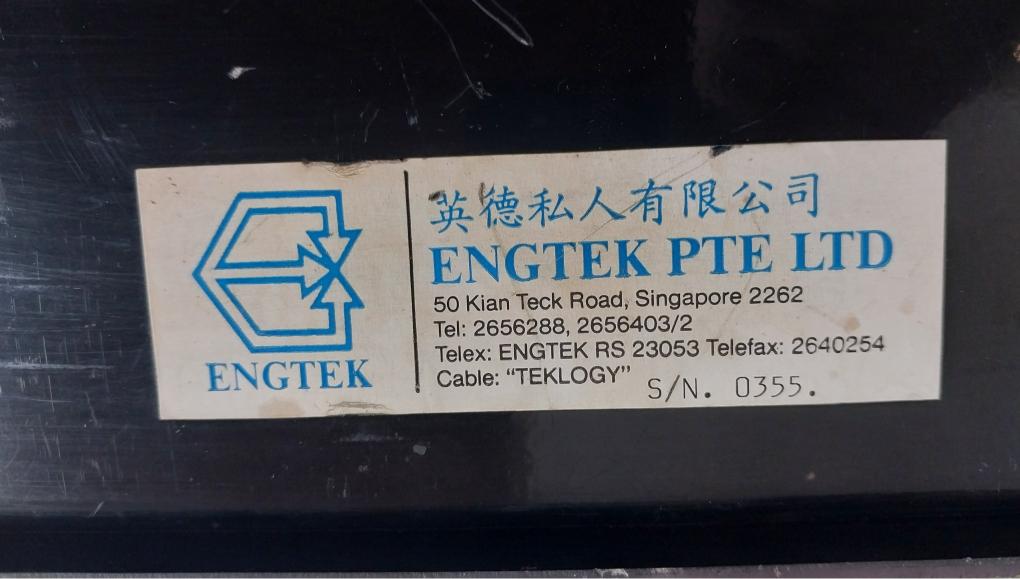 英德私人有限公司
ENGTEK PTE LTD
50 Kian Teck Road, Singapore 2262
Tel: 2656288, 2656403/2
Telex: ENGTEK RS 23053 Telefax: 2640254
Cable: “TEKLOGY” S/N. 0355.
ENGTEK